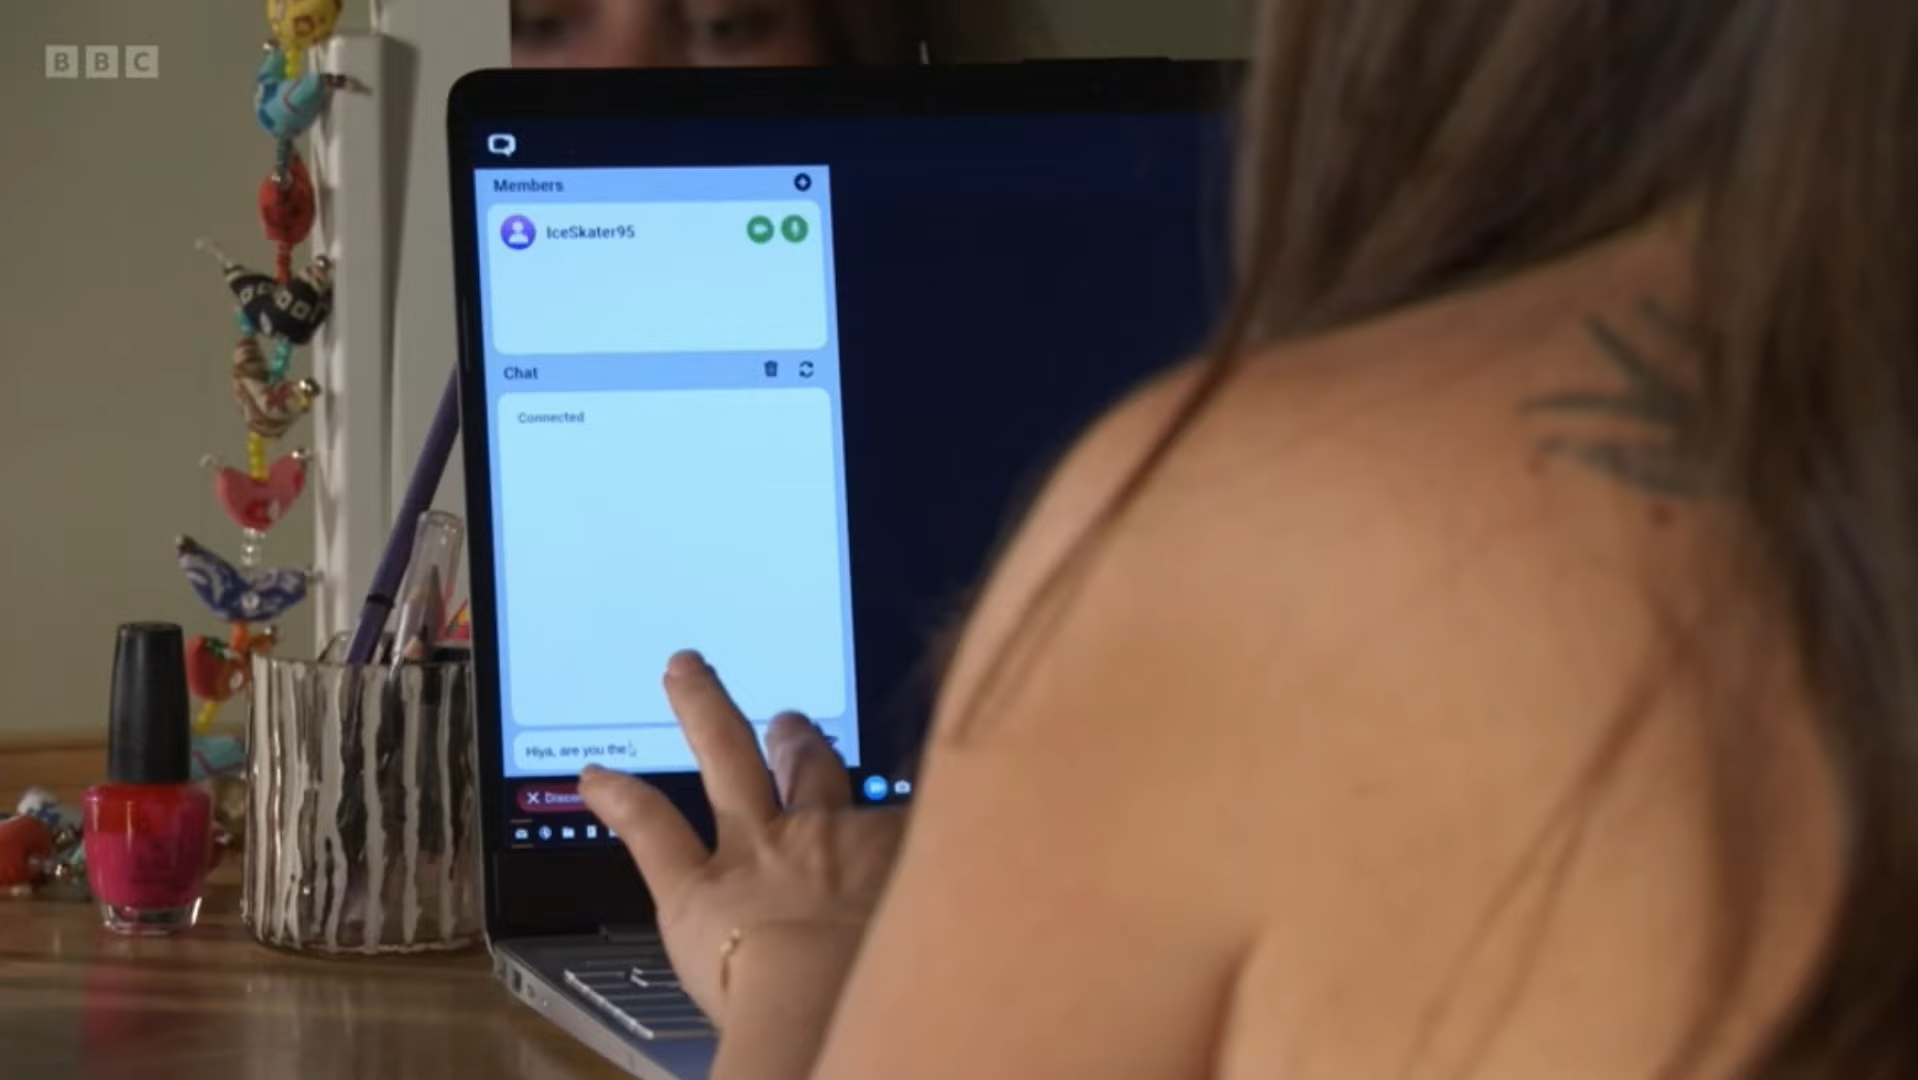 BBC
Members
IceSkater95
Chat
Connected
Hiya, are you the